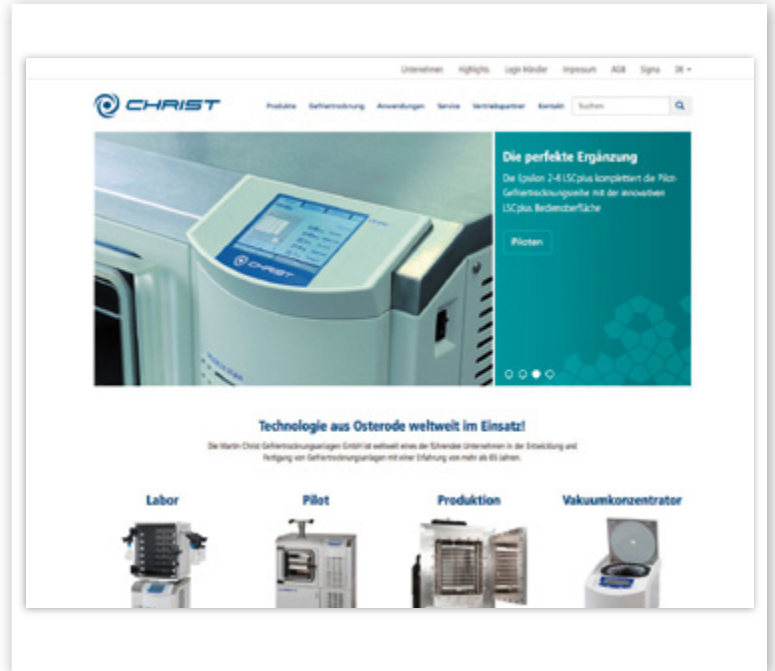 Unternehmen Highlights Login Händler Impressum AGB Sigma DE
CHRIST
Produkte Gefriertrocknung Anwendungen Service Vertriebspartner Kontakt Suchen
Die perfekte Ergänzung
Die Epsilon 2-6 LSCplus komplettiert die Pilot-
Gefriertrocknungsreihe mit der innovativen
LSCplus Bedienoberfläche
Piloten
CHRIST
Technologie aus Osterode weltweit im Einsatz!
Die Martin Christ Gefriertrocknungsanlagen GmbH ist weltweit eines der führenden Unternehmen in der Entwicklung und
Fertigung von Gefriertrocknungsanlagen mit einer Erfahrung von mehr als 65 Jahren.
Labor Pilot Produktion Vakuumkonzentrator